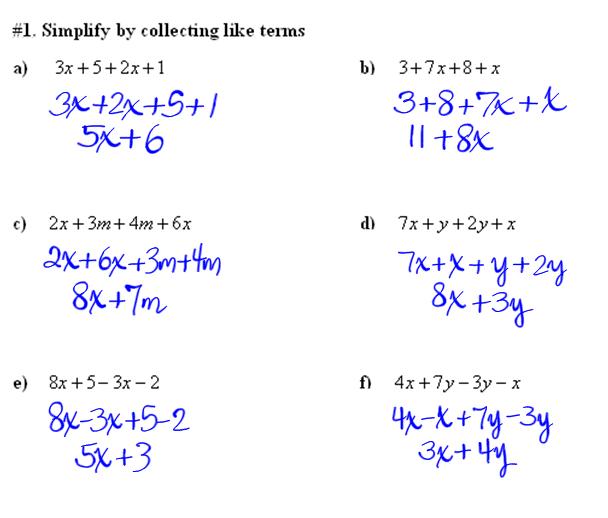 #1. Simplify by collecting like terms
a) 3x+5+2x+1
3x+2x+5+1
5x+6
b) 3+7x+8+x
3+8+7x+x
11+8x
c) 2x+3m+4m+6x
2x+6x+3m+4m
8x+7m
d) 7x+y+2y+x
7x+x+y+2y
8x+3y
e) 8x+5-3x-2
8x-3x+5-2
5x+3
f) 4x+7y-3y-x
4x-x+7y-3y
3x+4y